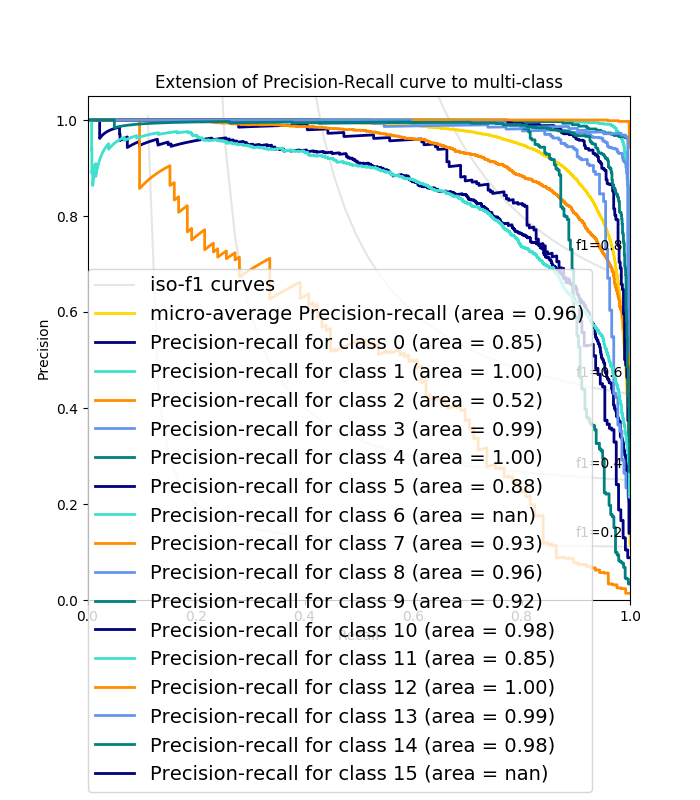 Extension of Precision-Recall curve to multi-class
1.0
0.8
0.6
0.4
0.2
0.0
Precision
f1=0.8
f1=0.6
f1=0.4
f1=0.2
iso-f1 curves
micro-average Precision-recall (area = 0.96)
Precision-recall for class 0 (area = 0.85)
Precision-recall for class 1 (area = 1.00)
Precision-recall for class 2 (area = 0.52)
Precision-recall for class 3 (area = 0.99)
Precision-recall for class 4 (area = 1.00)
Precision-recall for class 5 (area = 0.88)
Precision-recall for class 6 (area = nan)
Precision-recall for class 7 (area = 0.93)
Precision-recall for class 8 (area = 0.96)
Precision-recall for class 9 (area = 0.92)
0.0 0.2 0.4 0.6 0.8 1.0
Precision-recall for class 10 (area = 0.98)
Recall
Precision-recall for class 11 (area = 0.85)
Precision-recall for class 12 (area = 1.00)
Precision-recall for class 13 (area = 0.99)
Precision-recall for class 14 (area = 0.98)
Precision-recall for class 15 (area = nan)